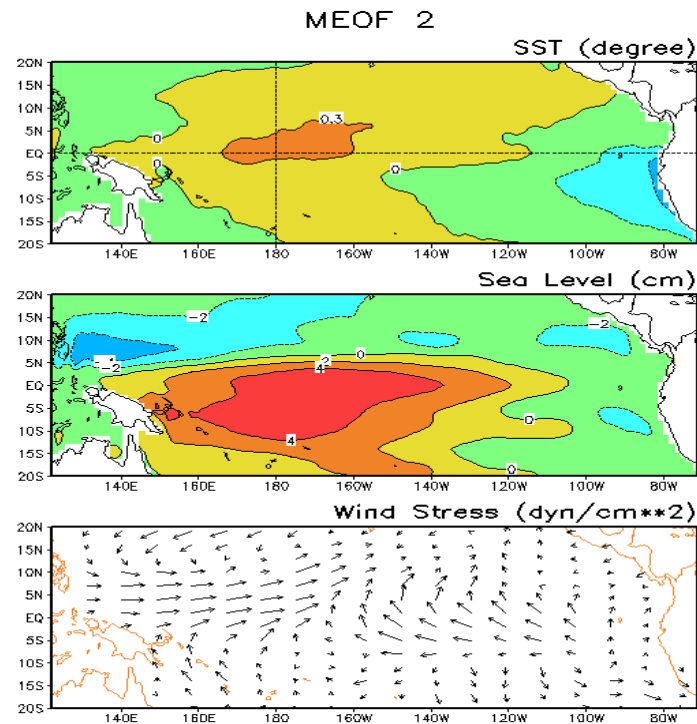 MEOF 2
SST (degree)
20N
15N
10N
5N
EQ
5S
10S
15S
20S
0.3
0
0
0
140E 160E 180 160W 140W 120W 100W 80W
Sea Level (cm)
20N
15N
10N
5N
EQ
5S
10S
15S
20S
-2
-2
-2
0
2
4
4
0
0
140E 160E 180 160W 140W 120W 100W 80W
Wind Stress (dyn/cm**2)
20N
15N
10N
5N
EQ
5S
10S
15S
20S
140E 160E 180 160W 140W 120W 100W 80W